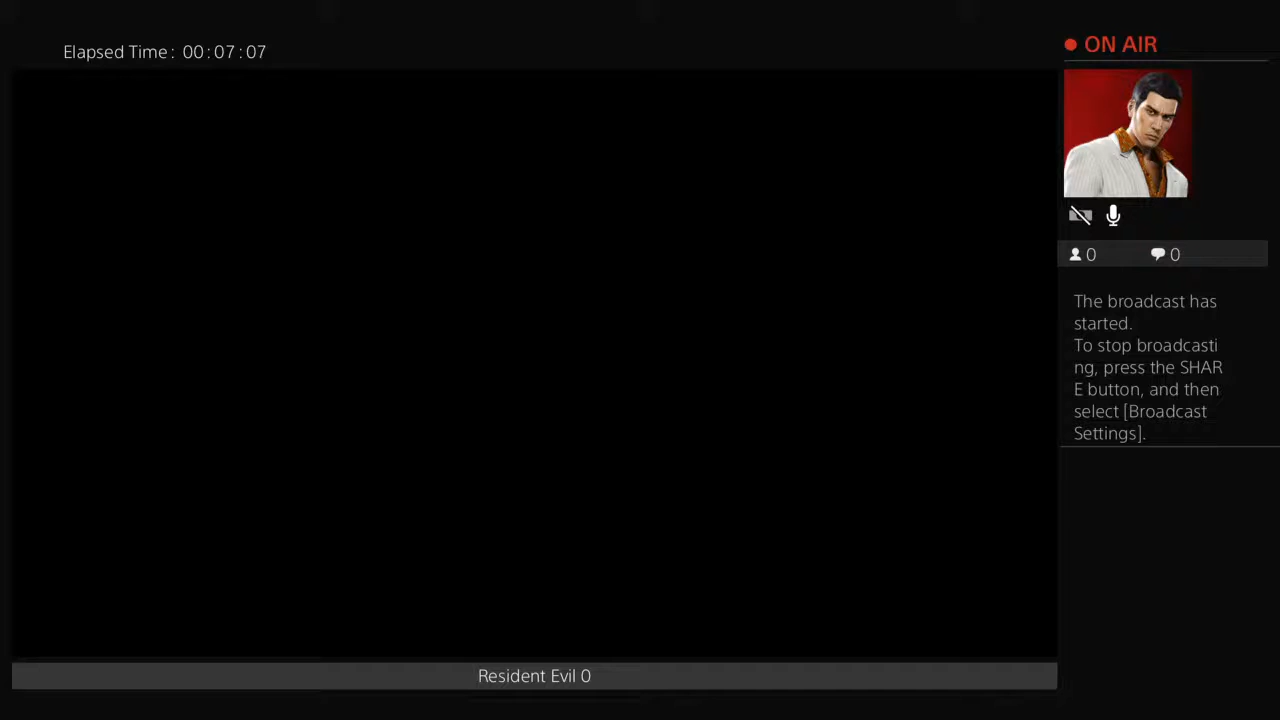 Elapsed Time: 00:07:07
ON AIR
0 0
The broadcast has
started.
To stop broadcasti
ng, press the SHAR
E button, and then
select [Broadcast
Settings].
Resident Evil 0